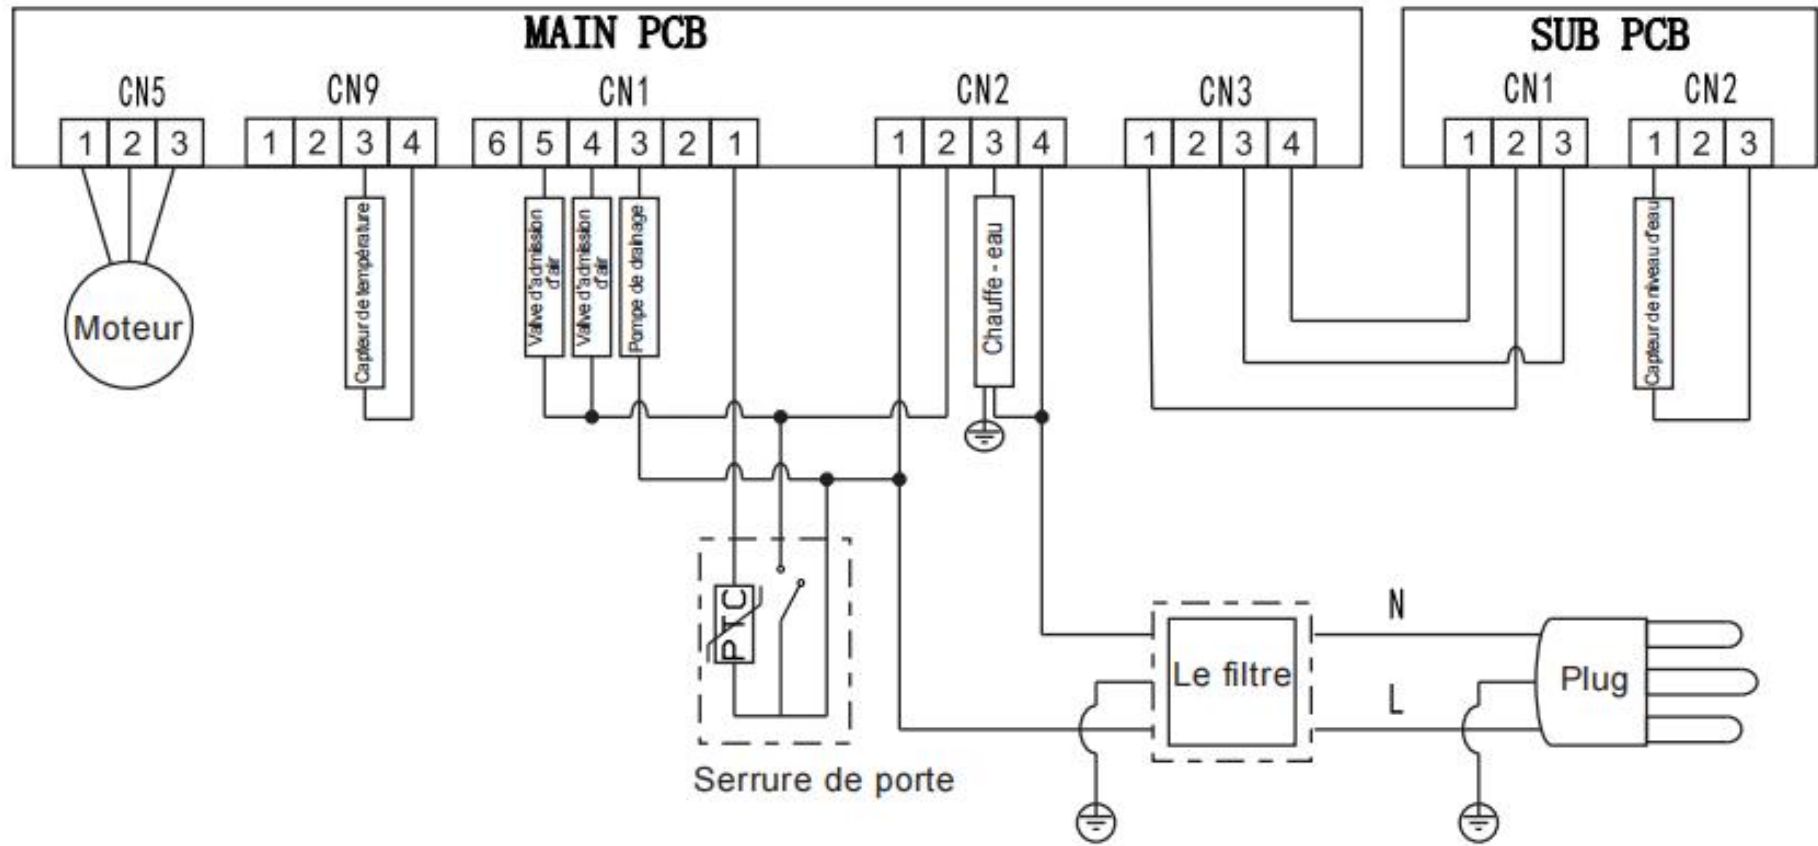 MAIN PCB
SUB PCB
CN5
CN9
CN1
CN2
CN3
CN1
CN2
1 2 3
1 2 3 4
6 5 4 3 2 1
1 2 3 4
1 2 3 4
1 2 3
1 2 3
Moteur
Capteur de température
Valve d'admission
d'air
Valve d'admission
d'air
Pompe de drainage
Chauffe - eau
Capteur de niveau d'eau
PTC
Serrure de porte
Le filtre
N
L
Plug